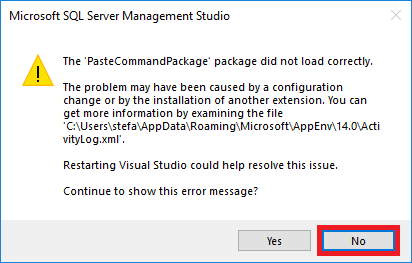 Microsoft SQL Server Management Studio
The 'PasteCommandPackage' package did not load correctly.
The problem may have been caused by a configuration
change or by the installation of another extension. You can
get more information by examining the file
'C:\Users\stefa\AppData\Roaming\Microsoft\AppEnv\14.0\Acti
vityLog.xml'.
Restarting Visual Studio could help resolve this issue.
Continue to show this error message?
Yes
No